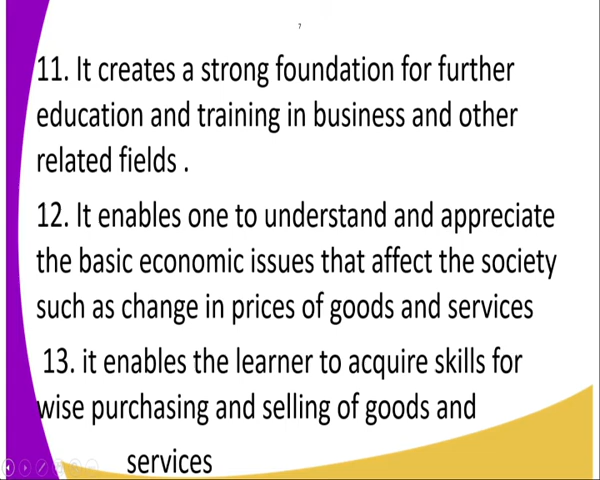 7
11. It creates a strong foundation for further
education and training in business and other
related fields .
12. It enables one to understand and appreciate
the basic economic issues that affect the society
such as change in prices of goods and services
13. it enables the learner to acquire skills for
wise purchasing and selling of goods and
services